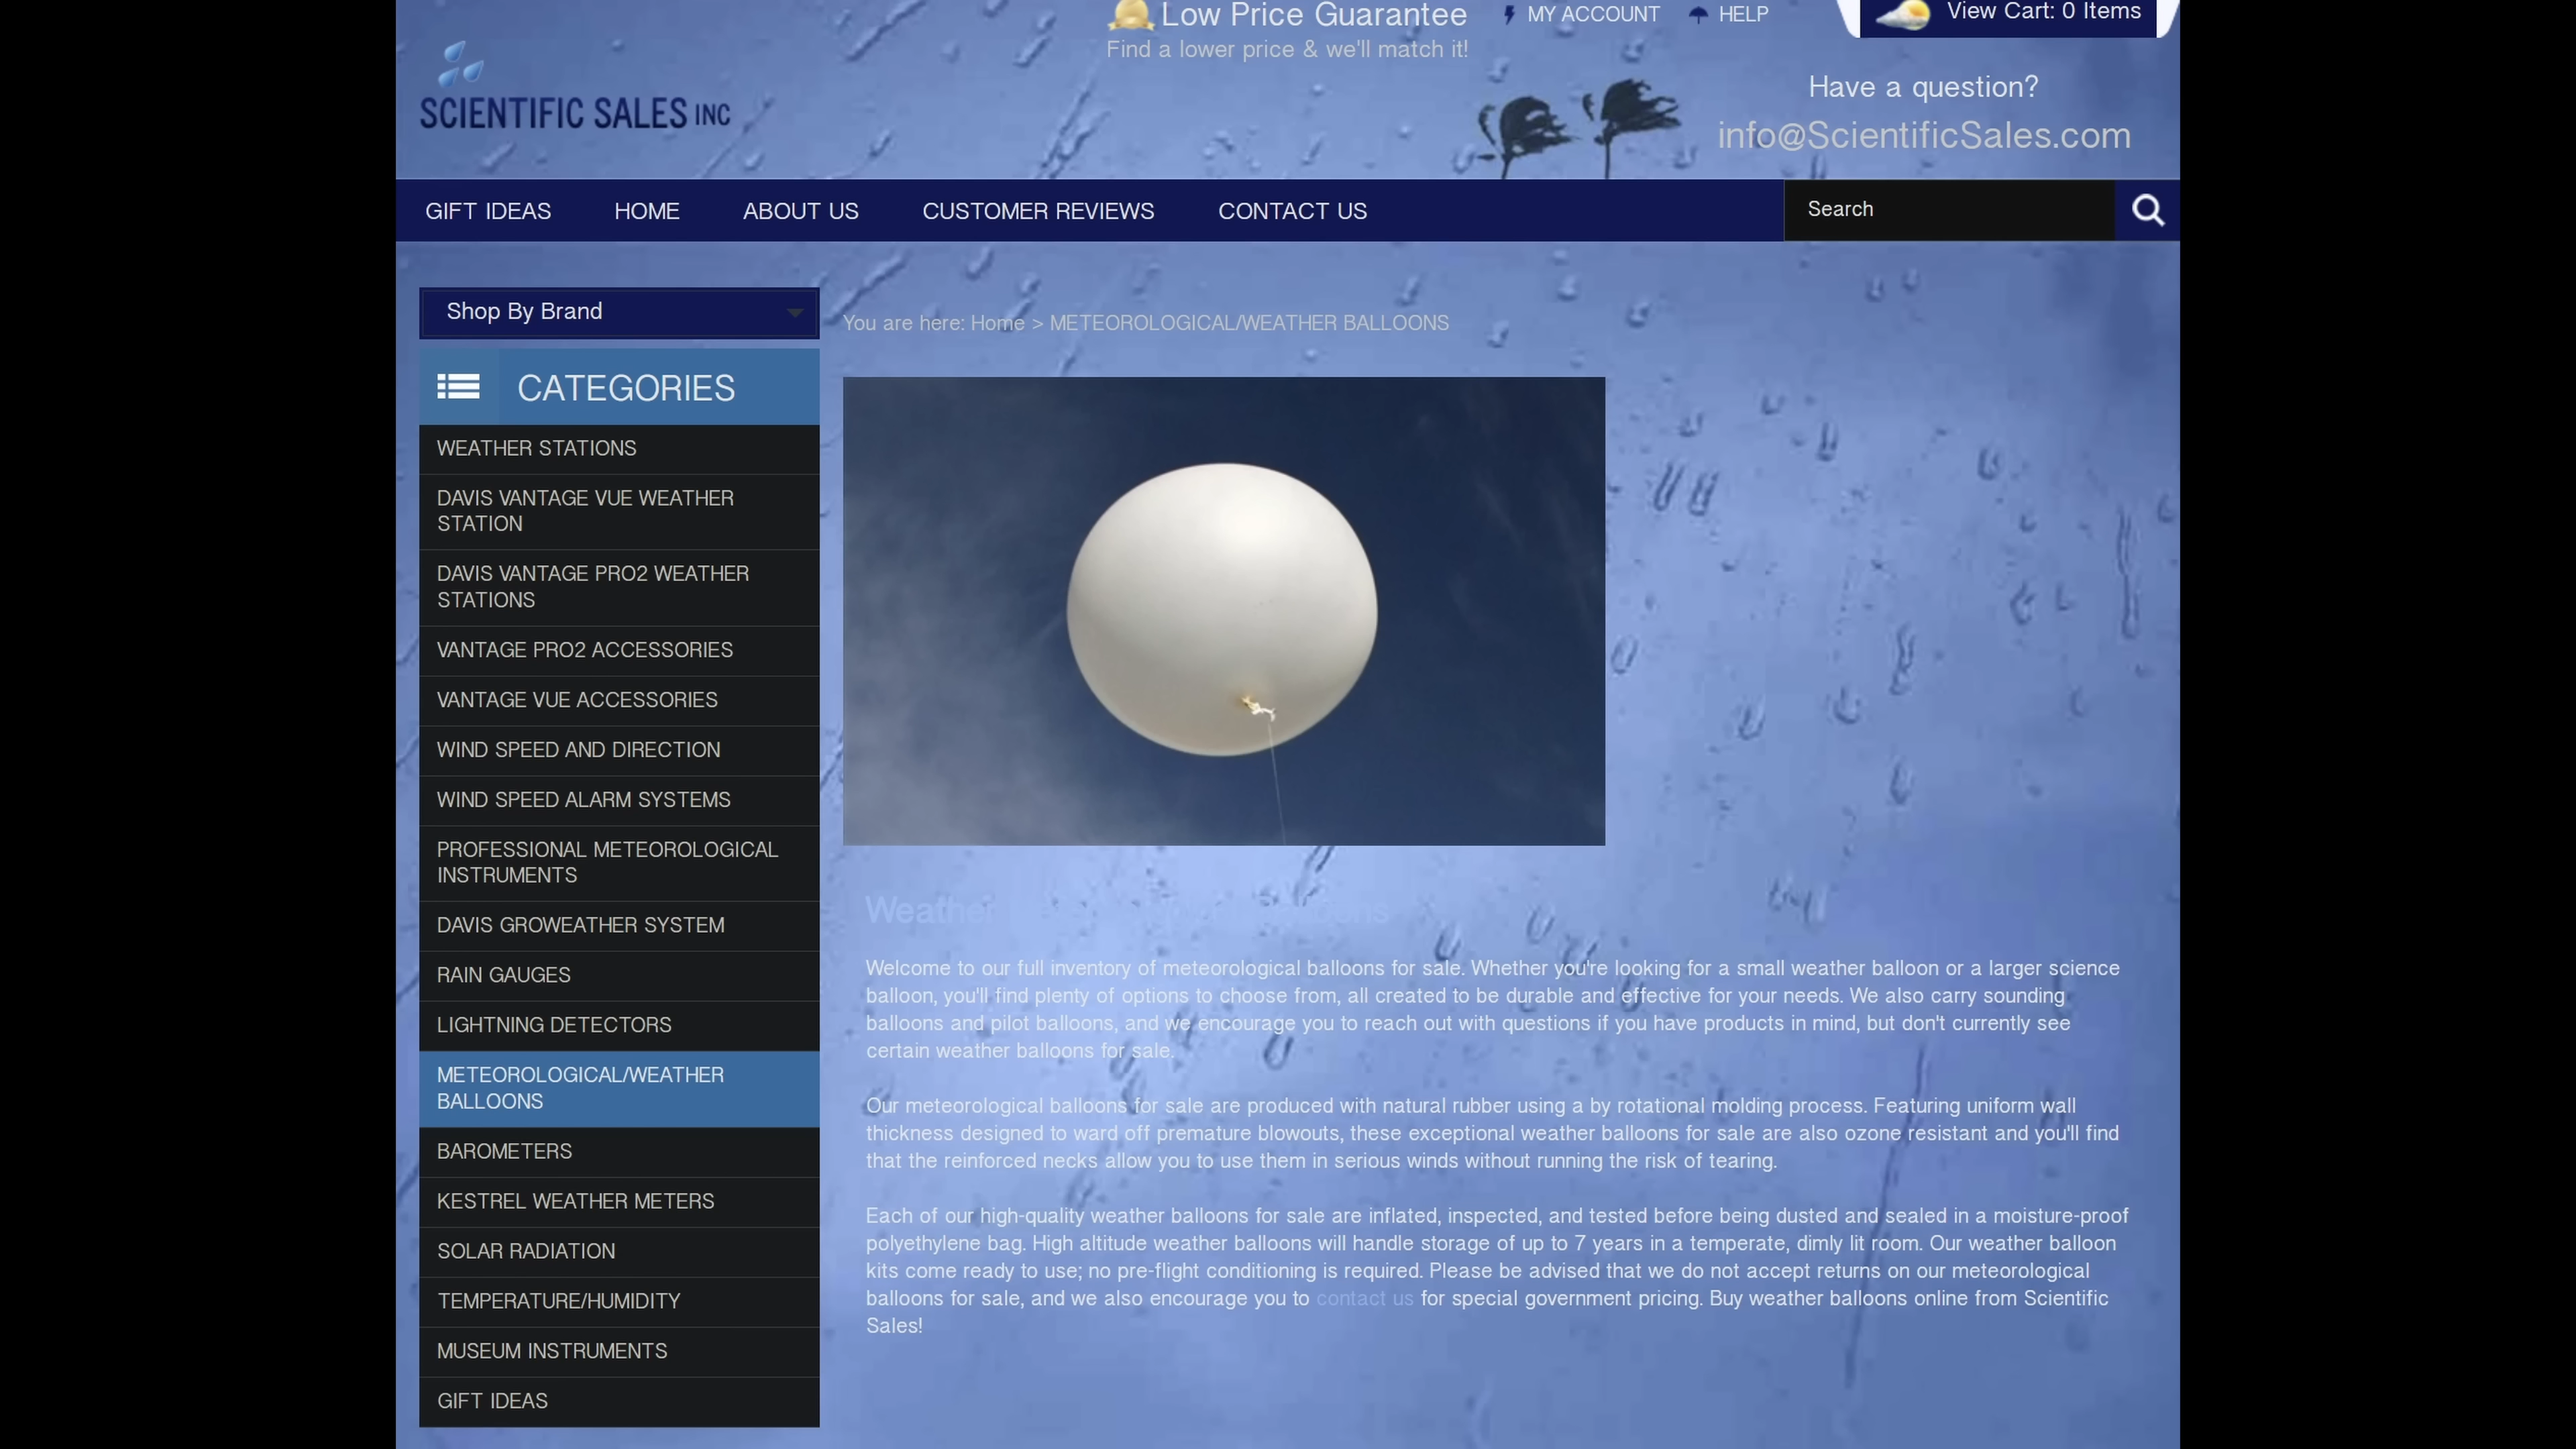 Low Price Guarantee
Find a lower price & we'll match it!
MY ACCOUNT
HELP
View Cart: 0 Items
SCIENTIFIC SALES INC
Have a question?
info@ScientificSales.com
GIFT IDEAS
HOME
ABOUT US
CUSTOMER REVIEWS
CONTACT US
Search
Shop By Brand
CATEGORIES
WEATHER STATIONS
DAVIS VANTAGE VUE WEATHER
STATION
DAVIS VANTAGE PRO2 WEATHER
STATIONS
VANTAGE PRO2 ACCESSORIES
VANTAGE VUE ACCESSORIES
WIND SPEED AND DIRECTION
WIND SPEED ALARM SYSTEMS
PROFESSIONAL METEOROLOGICAL
INSTRUMENTS
DAVIS GROWEATHER SYSTEM
RAIN GAUGES
LIGHTNING DETECTORS
METEOROLOGICAL/WEATHER
BALLOONS
BAROMETERS
KESTREL WEATHER METERS
SOLAR RADIATION
TEMPERATURE/HUMIDITY
MUSEUM INSTRUMENTS
GIFT IDEAS
You are here: Home > METEOROLOGICAL/WEATHER BALLOONS
Weather
Welcome to our full inventory of meteorological balloons for sale. Whether you're looking for a small weather balloon or a larger science
balloon, you'll find plenty of options to choose from, all created to be durable and effective for your needs. We also carry sounding
balloons and pilot balloons, and we encourage you to reach out with questions if you have products in mind, but don't currently see
certain weather balloons for sale.
Our meteorological balloons for sale are produced with natural rubber using a by rotational molding process. Featuring uniform wall
thickness designed to ward off premature blowouts, these exceptional weather balloons for sale are also ozone resistant and you'll find
that the reinforced necks allow you to use them in serious winds without running the risk of tearing.
Each of our high-quality weather balloons for sale are inflated, inspected, and tested before being dusted and sealed in a moisture-proof
polyethylene bag. High altitude weather balloons will handle storage of up to 7 years in a temperate, dimly lit room. Our weather balloon
kits come ready to use; no pre-flight conditioning is required. Please be advised that we do not accept returns on our meteorological
balloons for sale, and we also encourage you to contact us for special government pricing. Buy weather balloons online from Scientific
Sales!